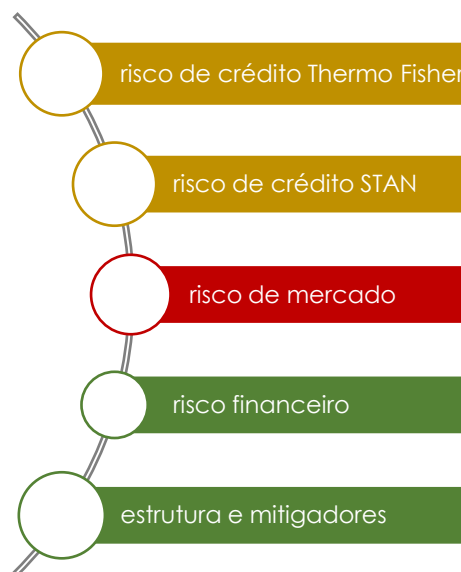 risco de crédito Thermo Fisher
risco de crédito STAN
risco de mercado
risco financeiro
estrutura e mitigadores